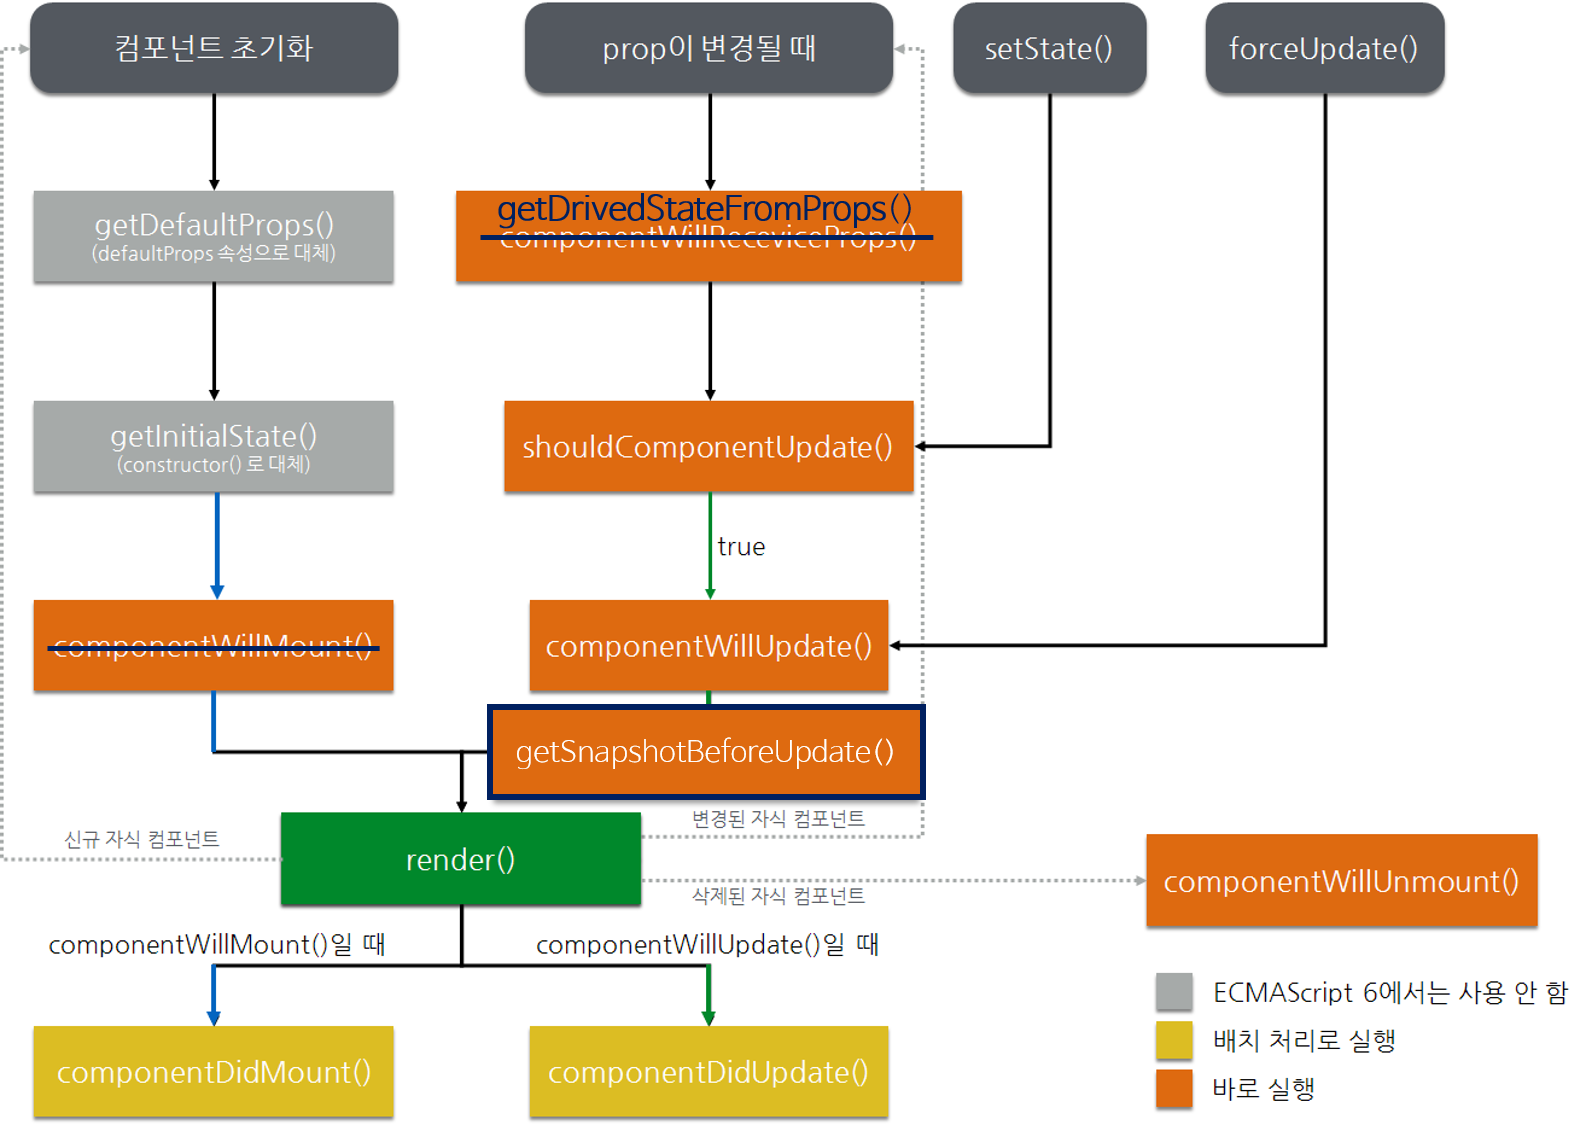 컴포넌트 초기화
prop이 변경될 때
setState()
forceUpdate()
getDefaultProps()
(defaultProps 속성으로 대체)
getDrivedStateFromProps()
componentWillReceviceProps()
getInitialState()
(constructor() 로 대체)
shouldComponentUpdate()
true
componentWillMount()
componentWillUpdate()
getSnapshotBeforeUpdate()
변경된 자식 컴포넌트
신규 자식 컴포넌트
render()
componentWillUnmount()
삭제된 자식 컴포넌트
componentWillMount()일 때
componentWillUpdate()일 때
ECMAScript 6에서는 사용 안 함
배치 처리로 실행
componentDidMount()
componentDidUpdate()
바로 실행